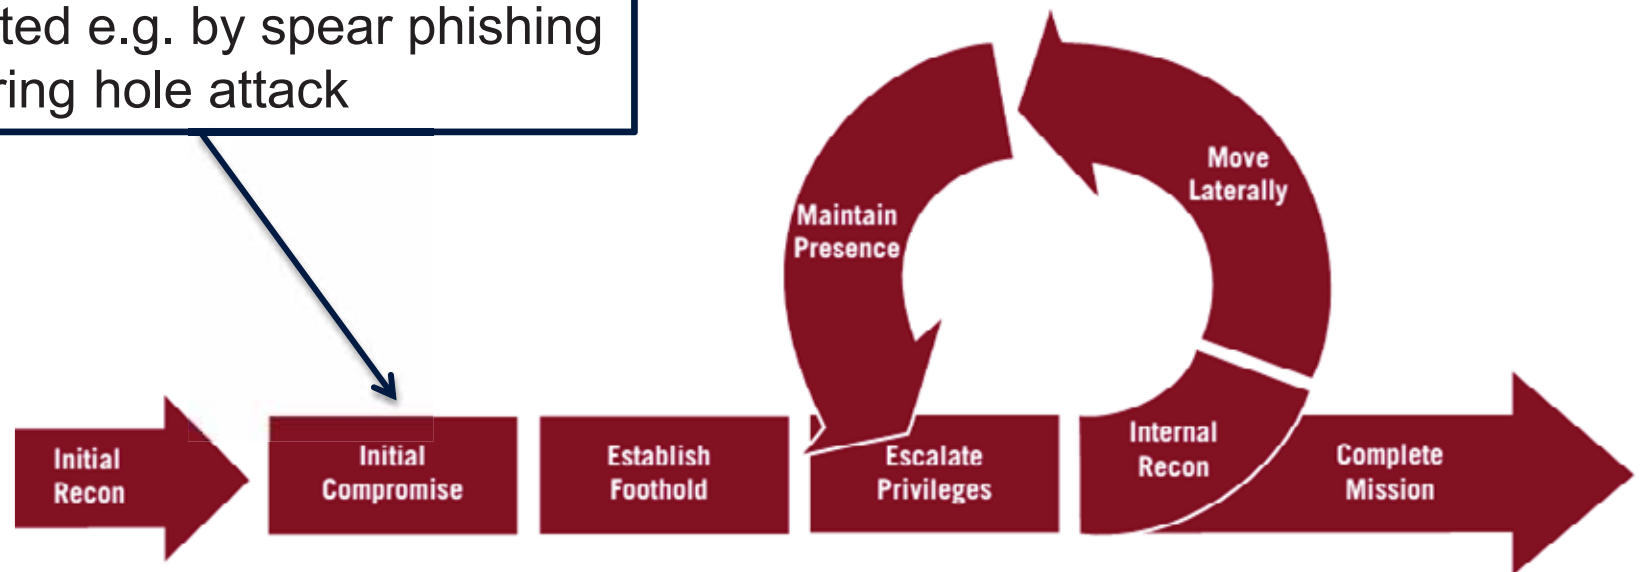 ted e.g. by spear phishing
ring hole attack
Move
Laterally
Maintain
Presence
Initial
Recon
Initial
Compromise
Establish
Foothold
Escalate
Privileges
Internal
Recon
Complete
Mission